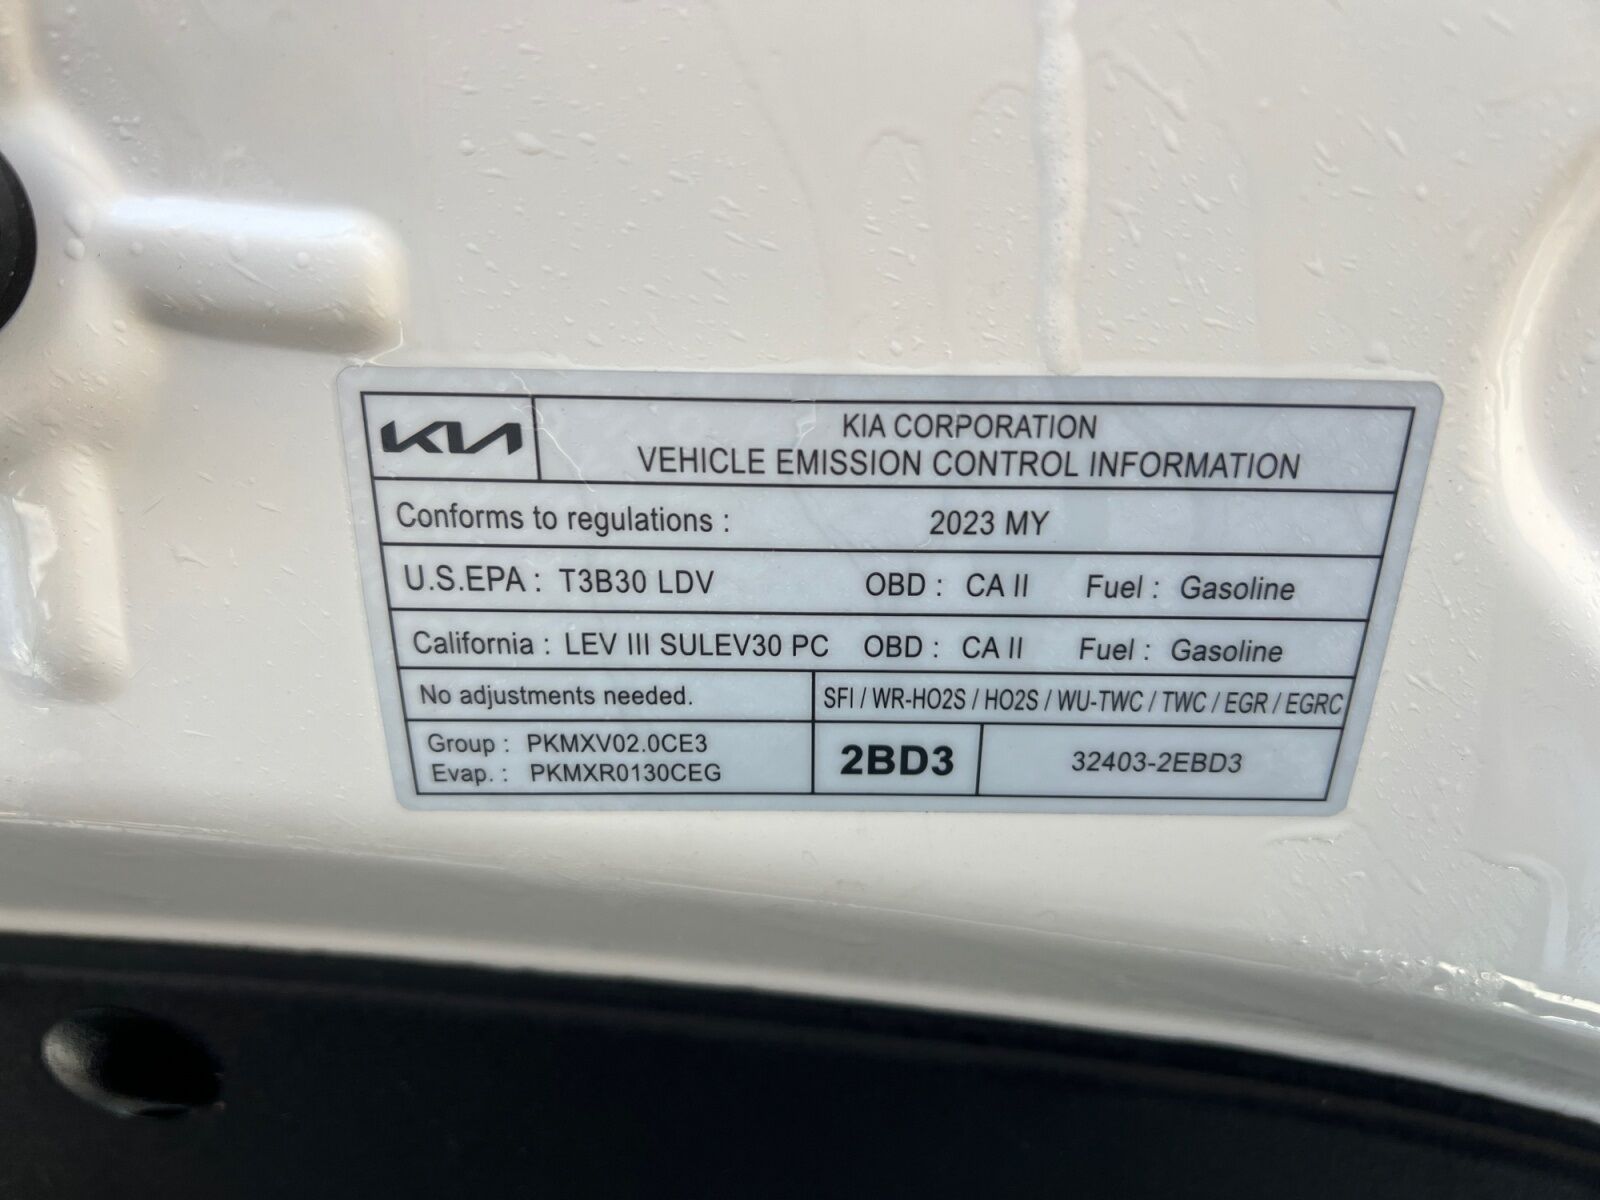 KIA
KIA CORPORATION
VEHICLE EMISSION CONTROL INFORMATION
Conforms to regulations : 2023 MY
U.S.EPA : T3B30 LDV OBD : CA II Fuel : Gasoline
California : LEV III SULEV30 PC OBD : CA II Fuel : Gasoline
No adjustments needed. SFI / WR-HO2S / HO2S / WU-TWC / TWC / EGR / EGRC
Group : PKMXV02.0CE3
Evap. : PKMXR0130CEG
2BD3 32403-2EBD3